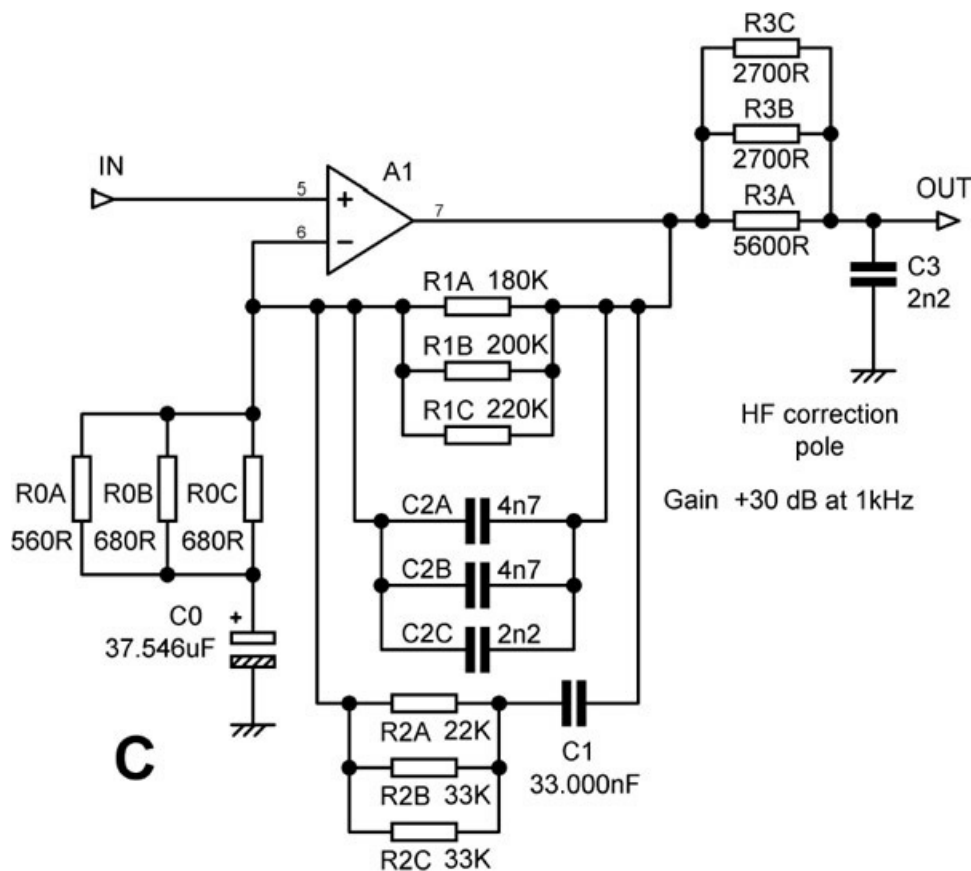 R3C
2700R
R3B
2700R
IN
A1
R3A
OUT
5
+
7
6
−
5600R
C3
2n2
R1A 180K
R1B 200K
R1C 220K
HF correction
pole
Gain +30 dB at 1kHz
R0A R0B R0C
560R 680R 680R
C2A 4n7
C2B 4n7
C2C 2n2
C0 +
37.546uF
R2A 22K
C1
33.000nF
R2B 33K
R2C 33K
C